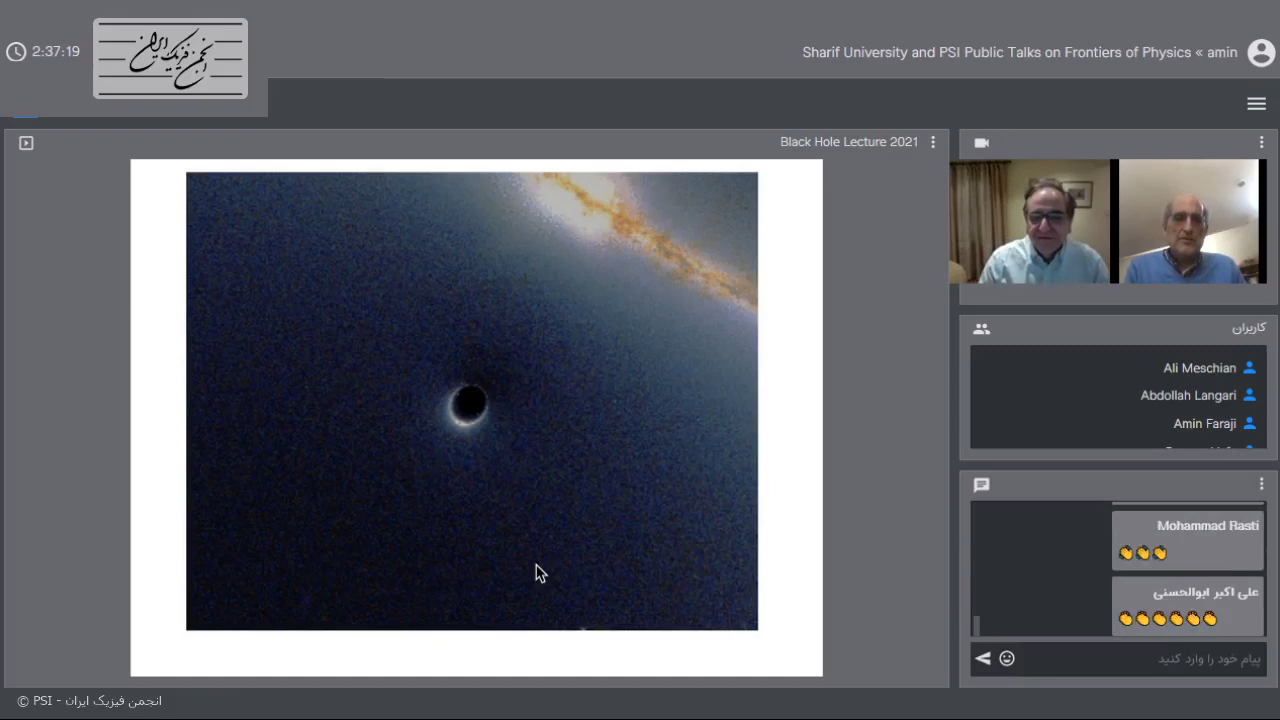 2:37:19
انجمن فیزیک ایران
Sharif University and PSI Public Talks on Frontiers of Physics « amin
Black Hole Lecture 2021
کاربران
Ali Meschian
Abdollah Langari
Amin Faraji
Mohammad Rasti
👏👏👏
علی اکبر ابوالحسنی
👏👏👏👏👏👏
پیام خود را وارد کنید
© PSI - انجمن فیزیک ایران